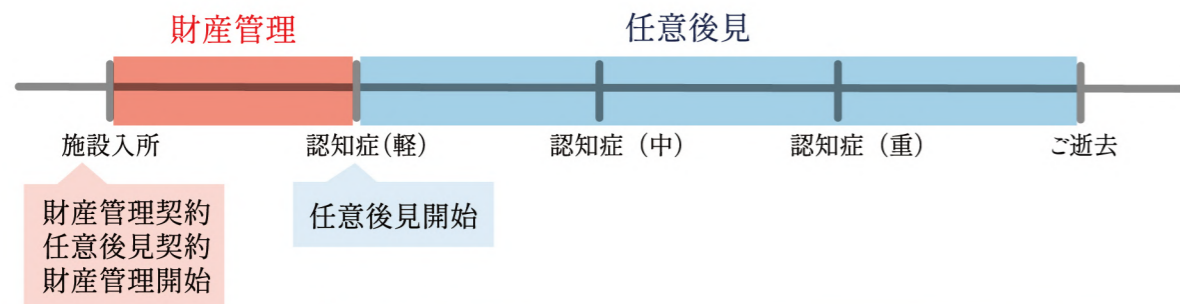 財産管理
任意後見
施設入所
認知症(軽)
認知症（中）
認知症（重）
ご逝去
財産管理契約
任意後見契約
財産管理開始
任意後見開始